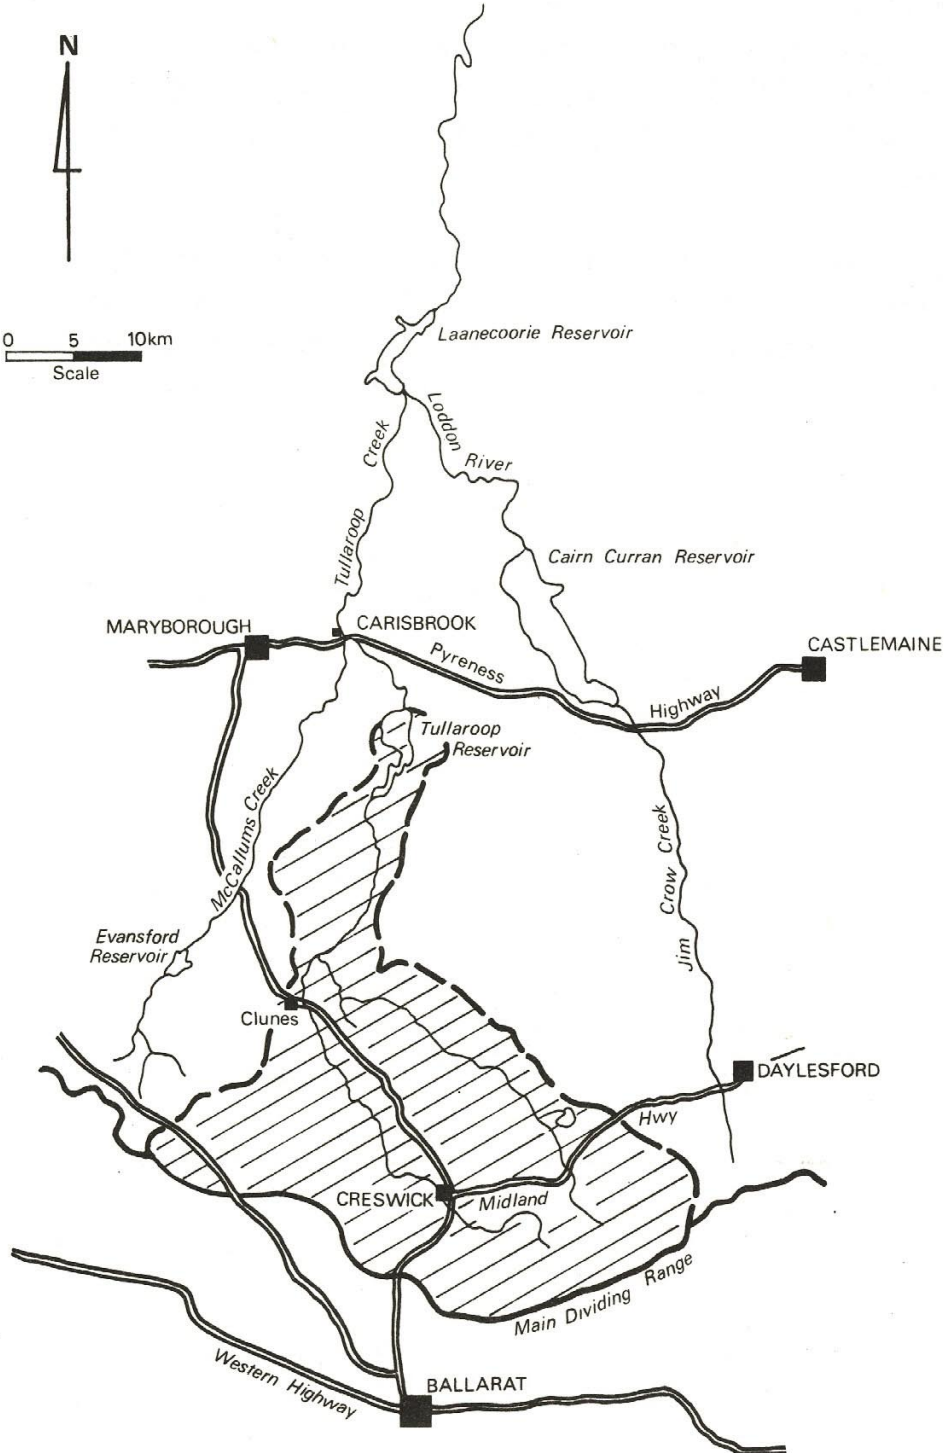 N
0 5 10km
Scale
Laanecoorie Reservoir
Loddon
River
Creek
Tullaroop
Cairn Curran Reservoir
MARYBOROUGH
CARISBROOK
CASTLEMAINE
Pyreness
Highway
Tullaroop
Reservoir
McCallums Creek
Jim Crow Creek
Evansford
Reservoir
Clunes
DAYLESFORD
Hwy
CRESWICK
Midland
Main Dividing Range
Western Highway
BALLARAT